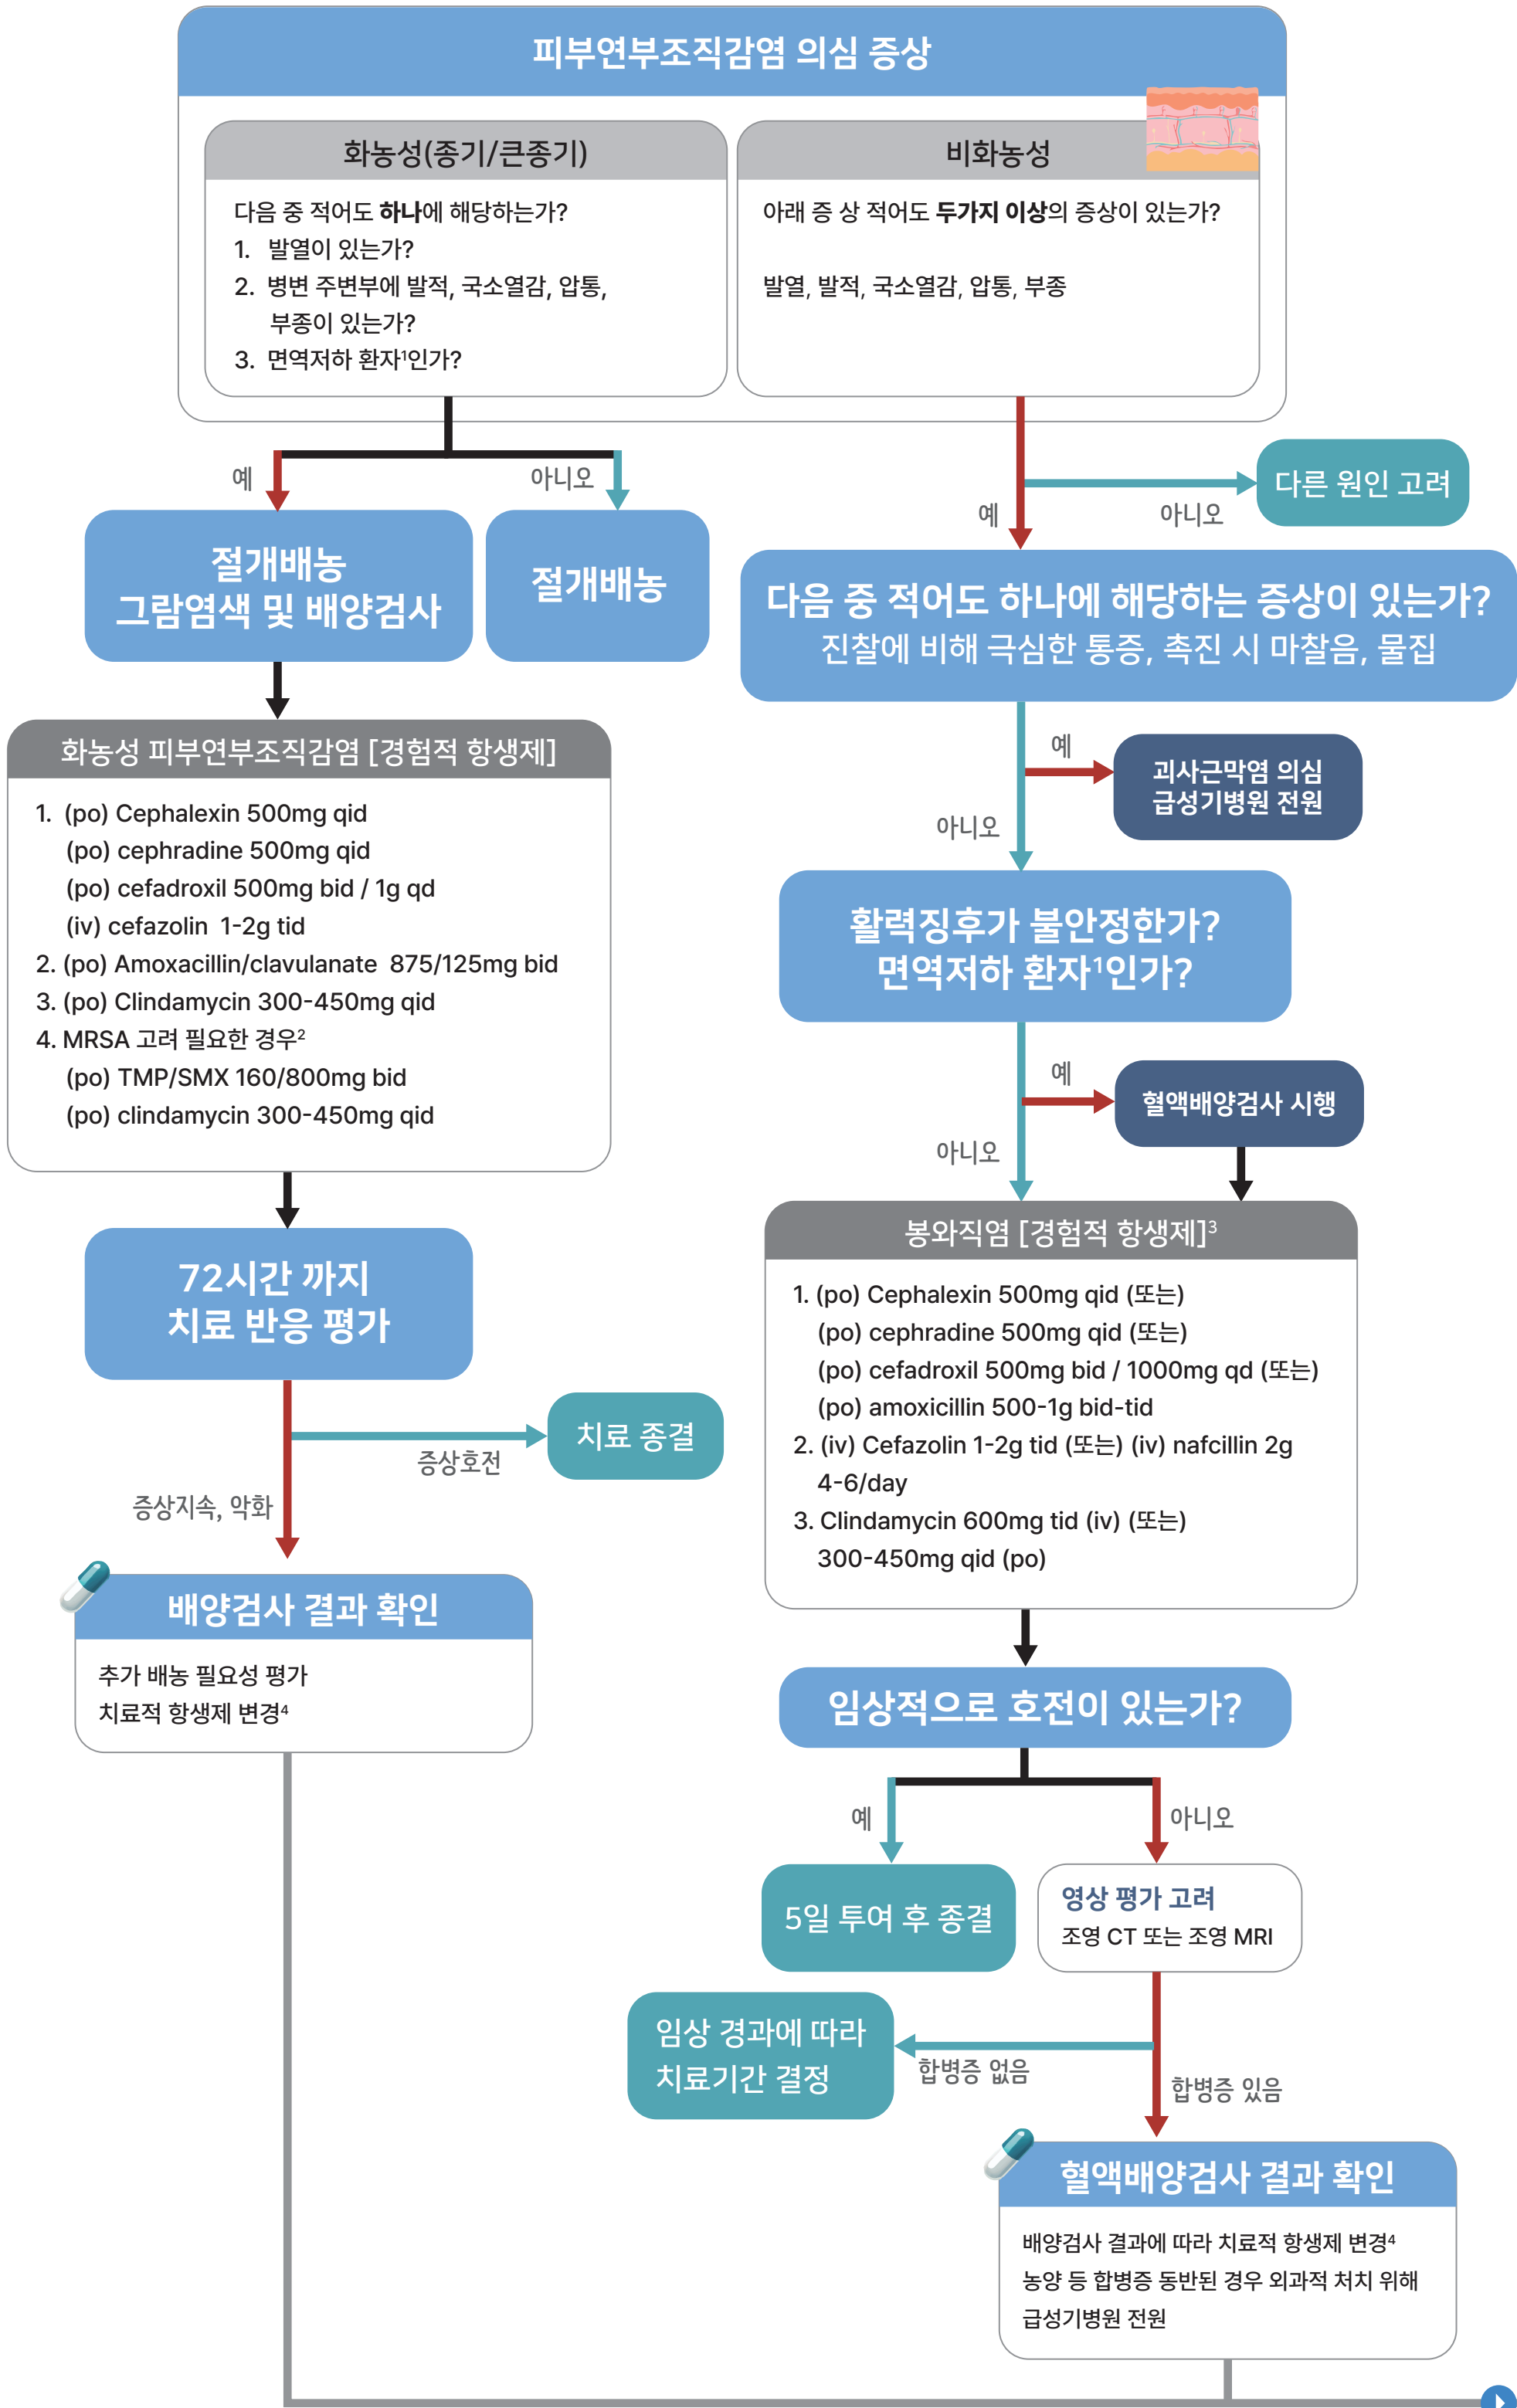 피부연부조직감염 의심 증상
화농성(종기/큰종기)
다음 중 적어도 하나에 해당하는가?
1. 발열이 있는가?
2. 병변 주변부에 발적, 국소열감, 압통,
부종이 있는가?
3. 면역저하 환자¹인가?
비화농성
아래 증 상 적어도 두가지 이상의 증상이 있는가?
발열, 발적, 국소열감, 압통, 부종
예
아니오
절개배농
그람염색 및 배양검사
절개배농
화농성 피부연부조직감염 [경험적 항생제]
1. (po) Cephalexin 500mg qid
(po) cephradine 500mg qid
(po) cefadroxil 500mg bid / 1g qd
(iv) cefazolin 1-2g tid
2. (po) Amoxacillin/clavulanate 875/125mg bid
3. (po) Clindamycin 300-450mg qid
4. MRSA 고려 필요한 경우²
(po) TMP/SMX 160/800mg bid
(po) clindamycin 300-450mg qid
72시간 까지
치료 반응 평가
증상호전
치료 종결
증상지속, 악화
배양검사 결과 확인
추가 배농 필요성 평가
치료적 항생제 변경⁴
예
아니오
다른 원인 고려
다음 중 적어도 하나에 해당하는 증상이 있는가?
진찰에 비해 극심한 통증, 촉진 시 마찰음, 물집
예
괴사근막염 의심
급성기병원 전원
아니오
활력징후가 불안정한가?
면역저하 환자¹인가?
예
혈액배양검사 시행
아니오
봉와직염 [경험적 항생제]³
1. (po) Cephalexin 500mg qid (또는)
(po) cephradine 500mg qid (또는)
(po) cefadroxil 500mg bid / 1000mg qd (또는)
(po) amoxicillin 500-1g bid-tid
2. (iv) Cefazolin 1-2g tid (또는) (iv) nafcillin 2g
4-6/day
3. Clindamycin 600mg tid (iv) (또는)
300-450mg qid (po)
임상적으로 호전이 있는가?
예
아니오
5일 투여 후 종결
영상 평가 고려
조영 CT 또는 조영 MRI
임상 경과에 따라
치료기간 결정
합병증 없음
합병증 있음
혈액배양검사 결과 확인
배양검사 결과에 따라 치료적 항생제 변경⁴
농양 등 합병증 동반된 경우 외과적 처치 위해
급성기병원 전원